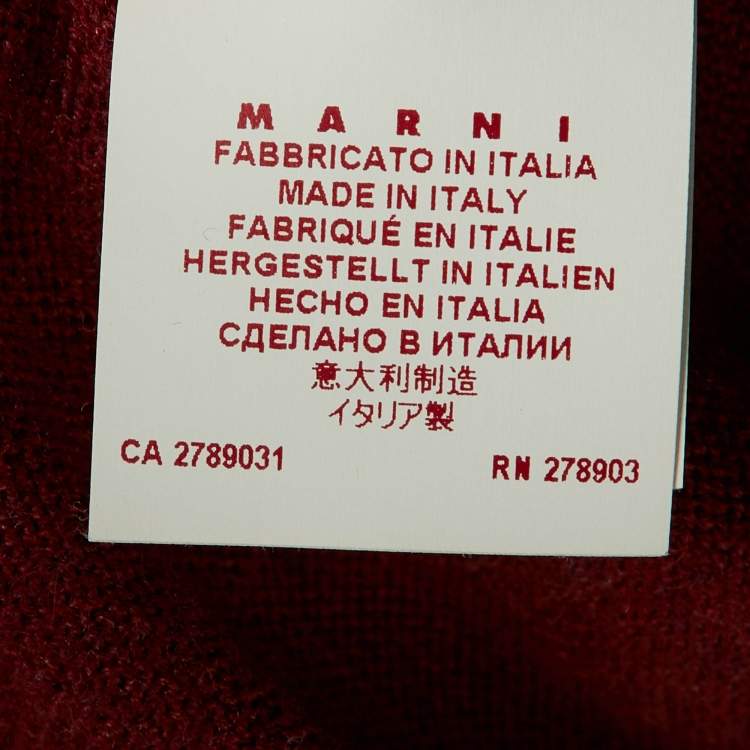 MARNI
FABBRICATO IN ITALIA
MADE IN ITALY
FABRIQUÉ EN ITALIE
HERGESTELLT IN ITALIEN
HECHO EN ITALIA
СДЕЛАНО В ИТАЛИИ
意大利制造
イタリア製
CA 2789031
RN 278903